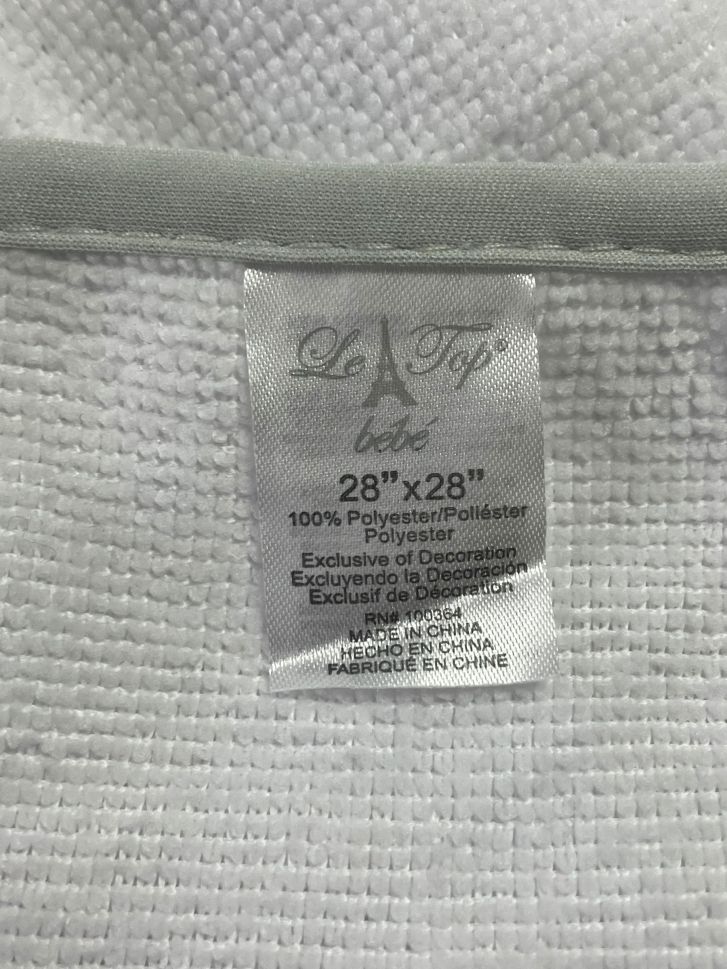 Le Top®
bébé
28”x28”
100% Polyester/Poliéster
Polyester
Exclusive of Decoration
Excluyendo la Decoración
Exclusif de Décoration
RN# 100364
MADE IN CHINA
HECHO EN CHINA
FABRIQUÉ EN CHINE